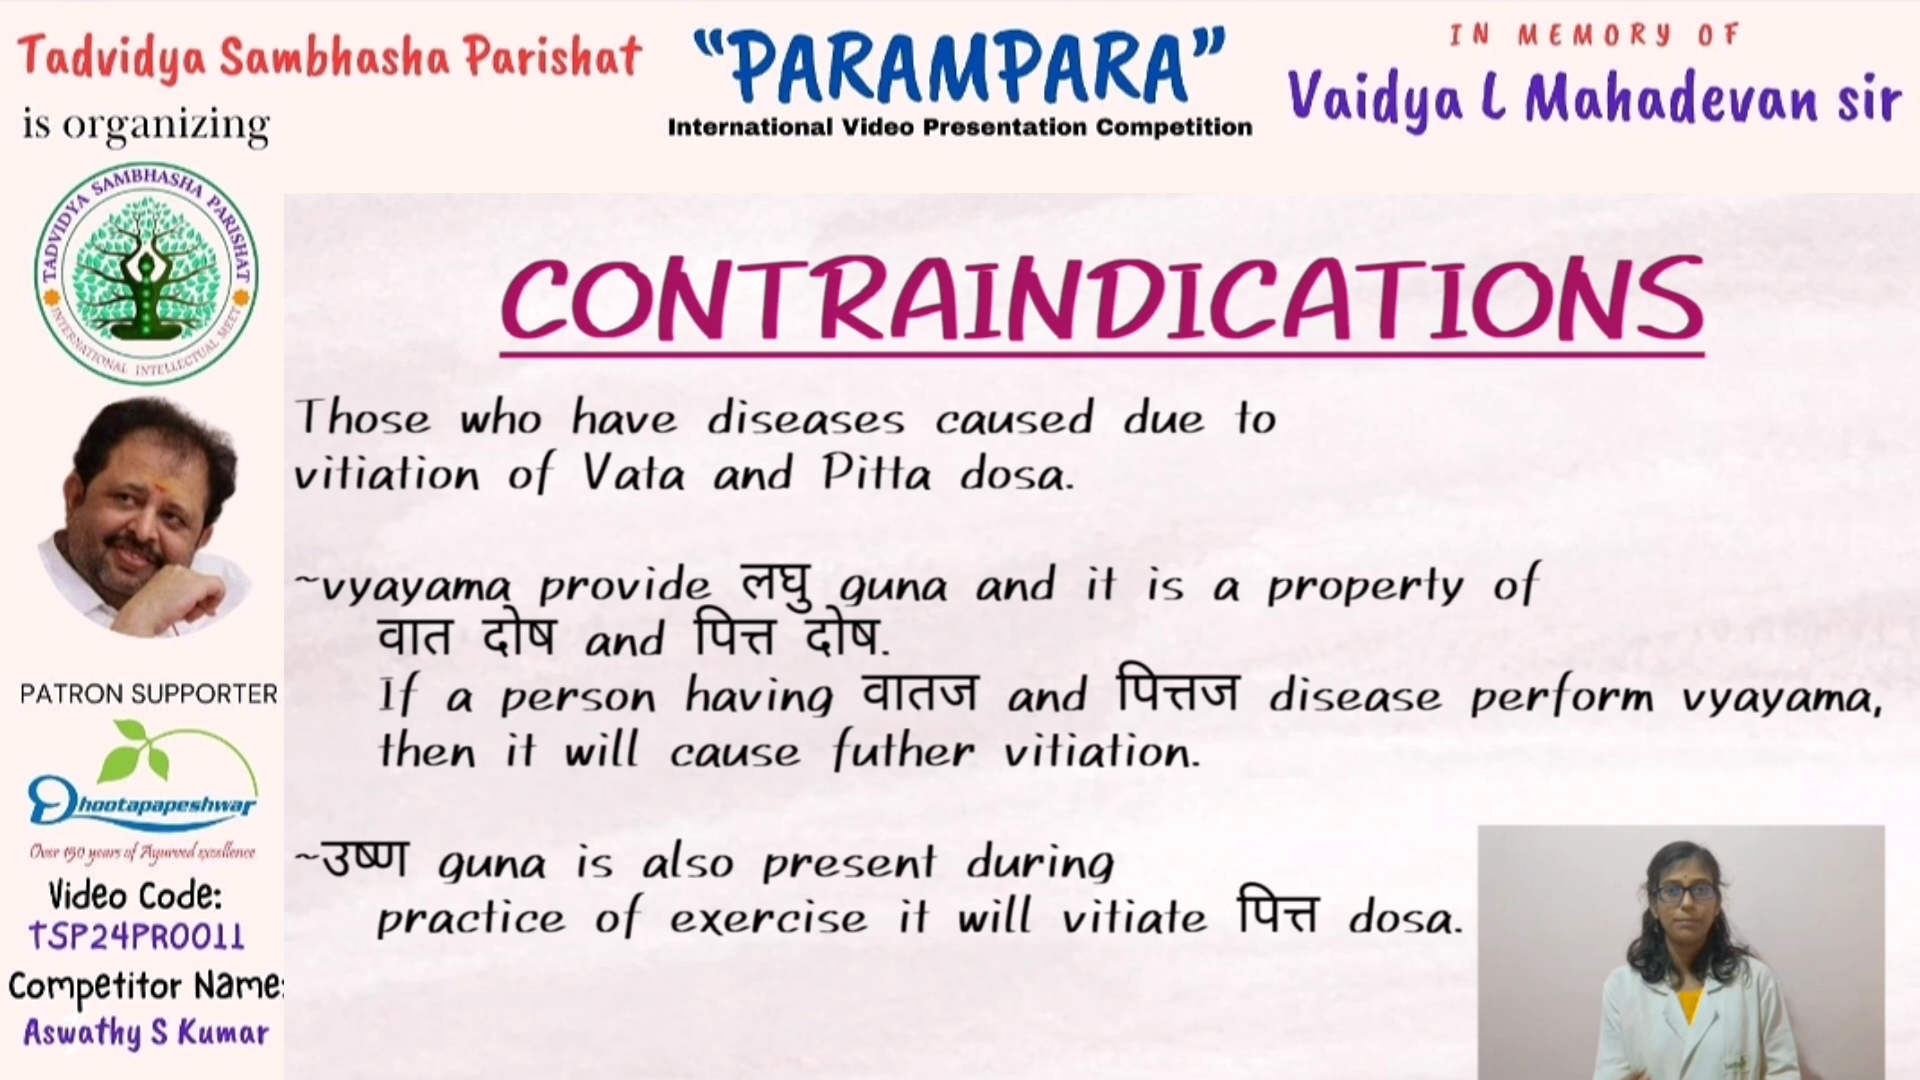 Tadvidya Sambhasha Parishat
is organizing
“PARAMPARA”
International Video Presentation Competition
IN MEMORY OF
Vaidya L Mahadevan sir
TADVIDYA SAMBHASHA PARISHAT
INTERNATIONAL INTELLECTUAL MEET
PATRON SUPPORTER
Dhootapapeshwar
Over 150 years of Ayurved excellence
Video Code:
TSP24PRO011
Competitor Name:
Aswathy S Kumar
CONTRAINDICATIONS
Those who have diseases caused due to
vitiation of Vata and Pitta dosa.
~vyayama provide लघु guna and it is a property of
वात दोष and पित्त दोष.
If a person having वातज and पित्तज disease perform vyayama,
then it will cause futher vitiation.
~उष्ण guna is also present during
practice of exercise it will vitiate पित्त dosa.